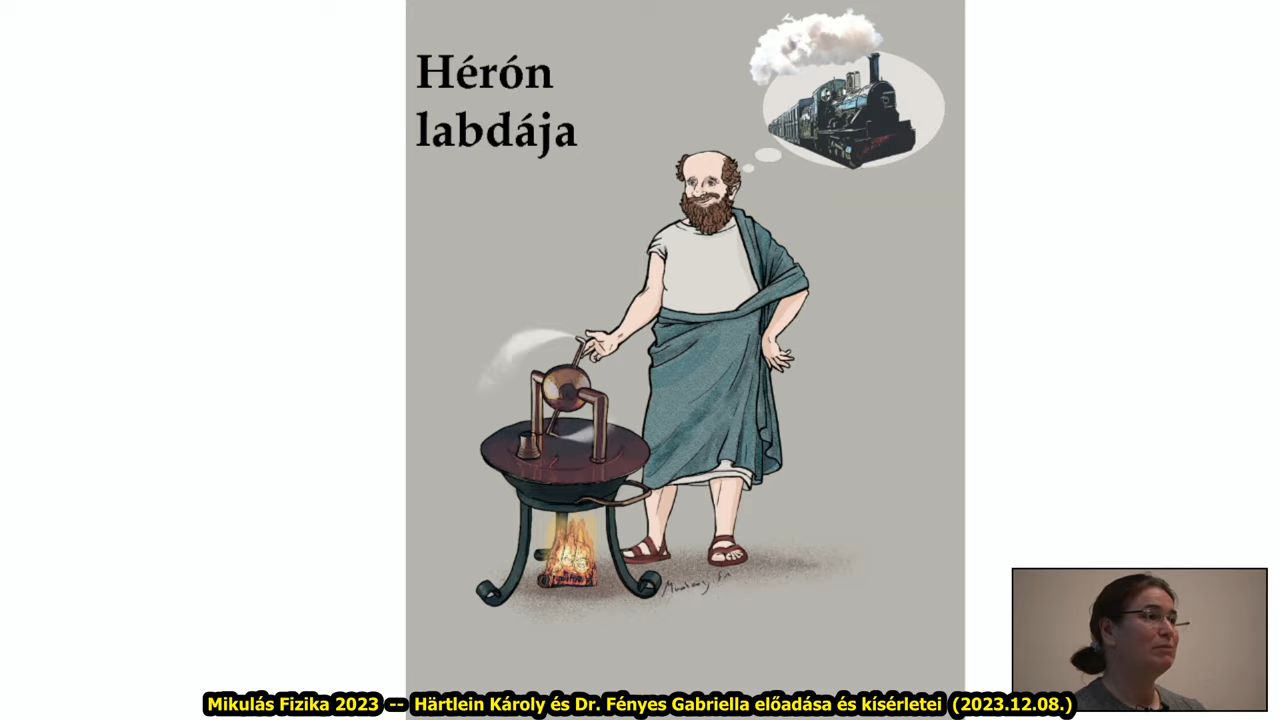 Hérón
labdája
Mikulás Fizika 2023 -- Härtlein Károly és Dr. Fényes Gabriella előadása és kísérletei (2023.12.08.)